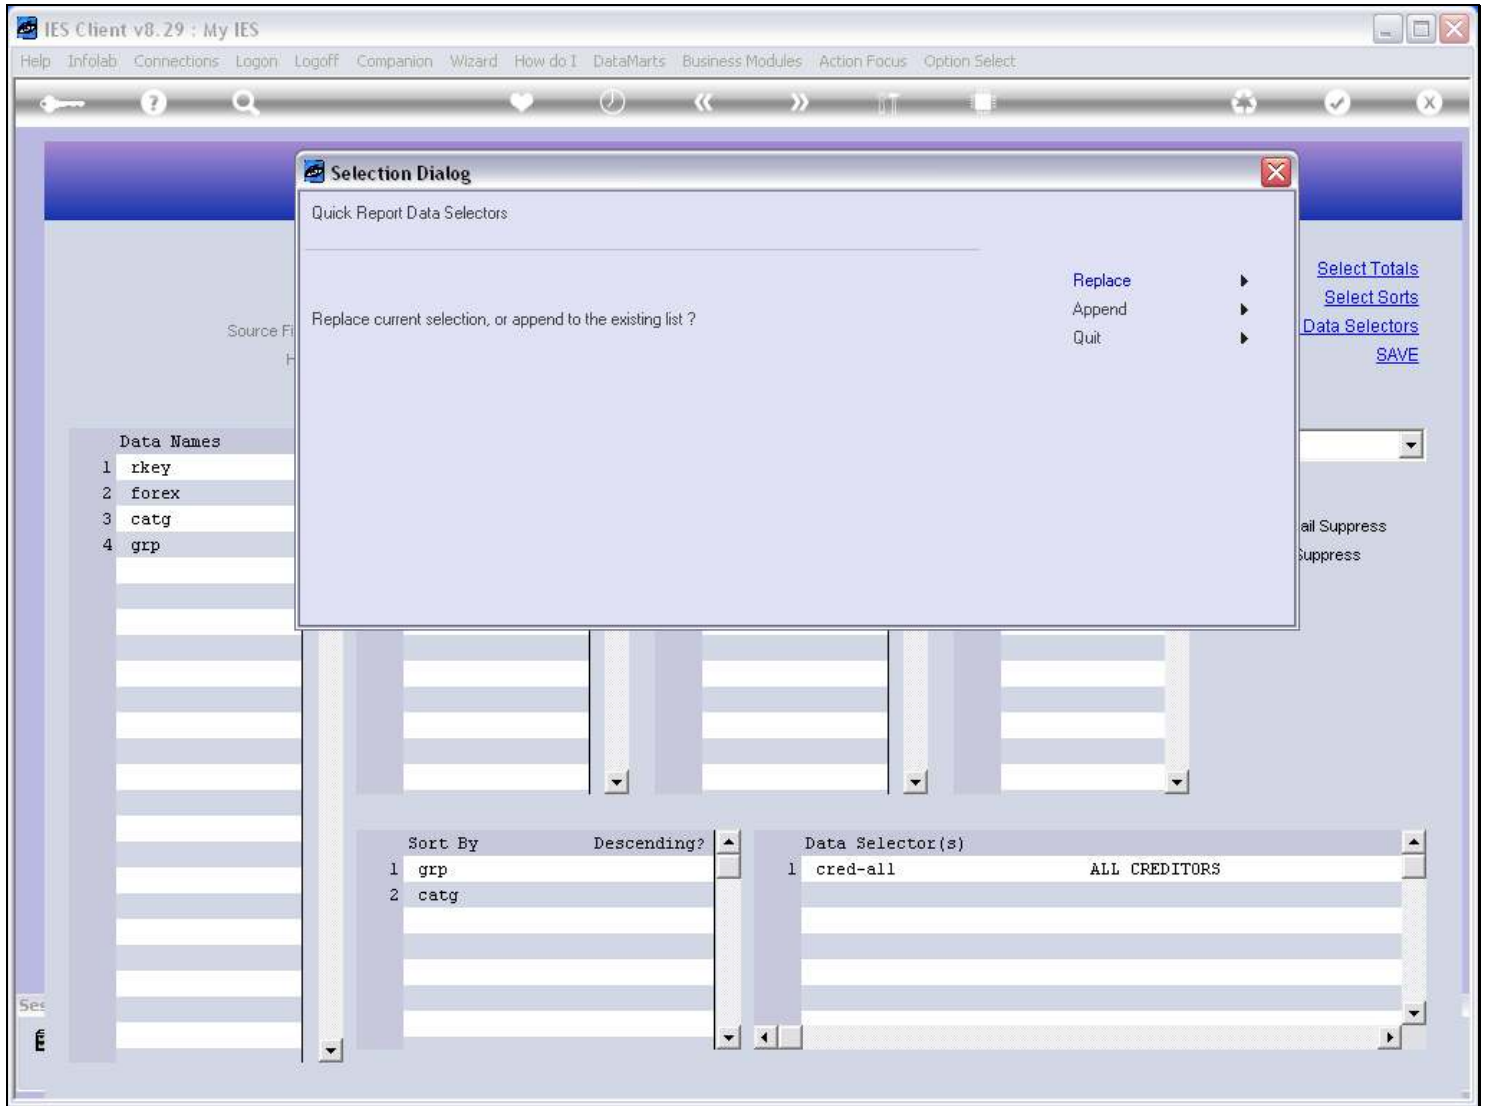 IES Client v8.29 : My IES
Help Infolab Connections Logon Logoff Companion Wizard How do I DataMarts Business Modules Action Focus Option Select
Selection Dialog
Quick Report Data Selectors
Replace
Append
Quit
Replace current selection, or append to the existing list ?
Select Totals
Select Sorts
Data Selectors
SAVE
Source Fi
H
Data Names
1 rkey
2 forex
3 catg
4 grp
ail Suppress
Suppress
Sort By Descending?
1 grp
2 catg
Data Selector(s)
1 cred-all ALL CREDITORS
Ses